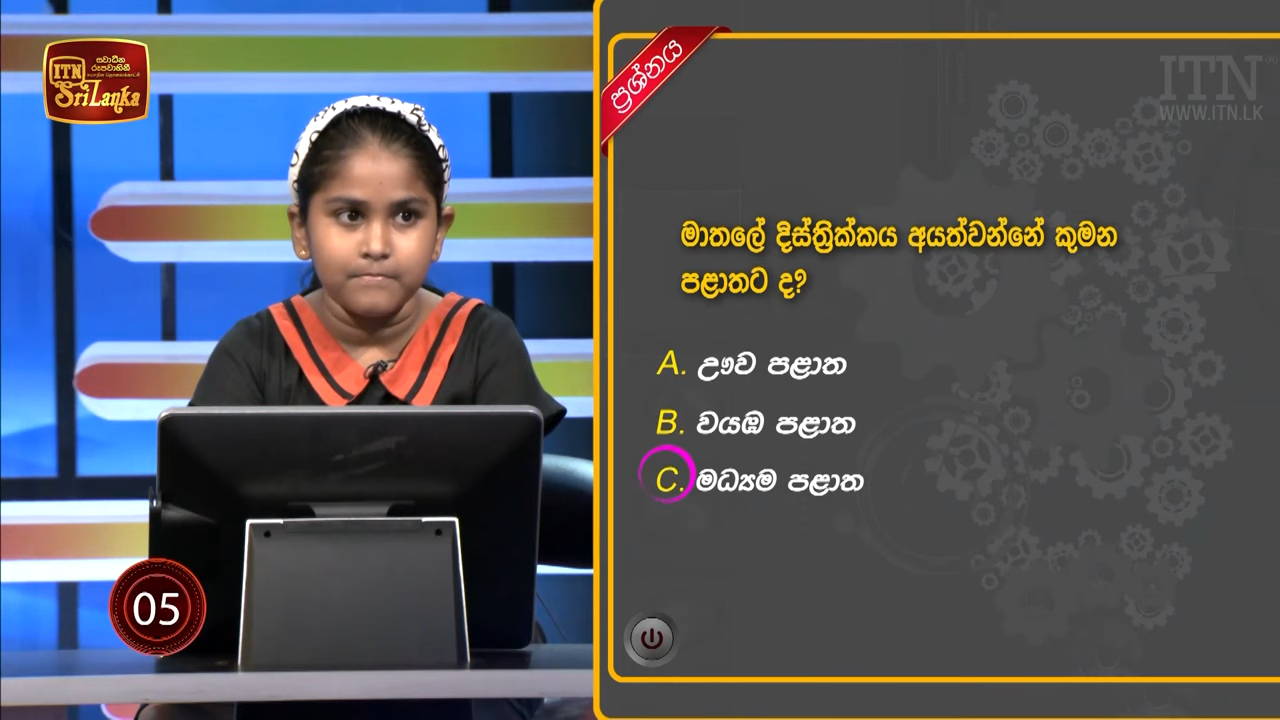 ITN
ස්වාධීන
රූපවාහිනී
Sri Lanka
ප්‍රශ්නය
ITN
WWW.ITN.LK
මාතලේ දිස්ත්‍රික්කය අයත්වන්නේ කුමන
පළාතට ද?
A. ඌව පළාත
B. වයඹ පළාත
C. මධ්‍යම පළාත
05